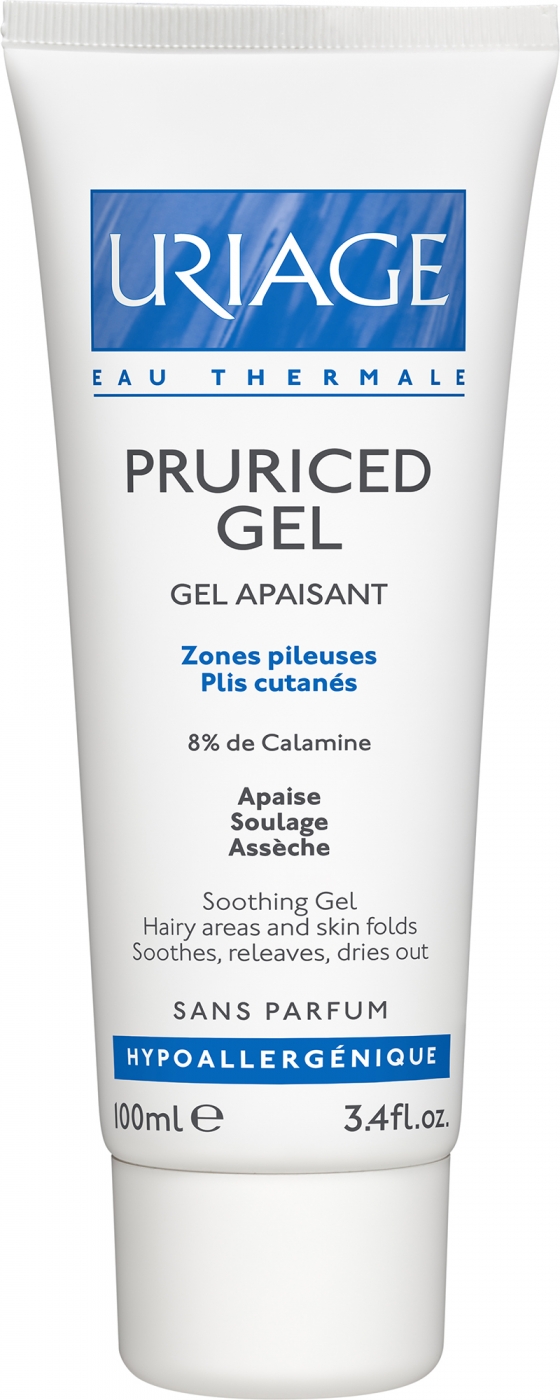 URIAGE
EAU THERMALE
PRURICED
GEL
GEL APAISANT
Zones pileuses
Plis cutanés
8% de Calamine
Apaise
Soulage
Assèche
Soothing Gel
Hairy areas and skin folds
Soothes, releaves, dries out
SANS PARFUM
HYPOALLERGÉNIQUE
100ml ℮ 3.4fl.oz.